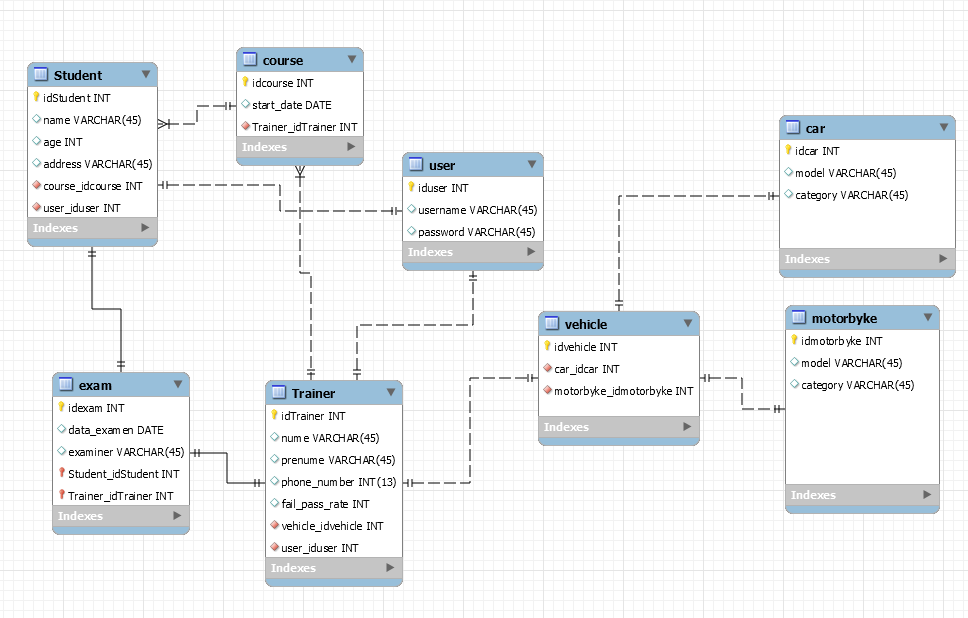 Student
idStudent INT
name VARCHAR(45)
age INT
address VARCHAR(45)
course_idcourse INT
user_iduser INT
Indexes
course
idcourse INT
start_date DATE
Trainer_idTrainer INT
Indexes
user
iduser INT
username VARCHAR(45)
password VARCHAR(45)
Indexes
car
idcar INT
model VARCHAR(45)
category VARCHAR(45)
Indexes
vehicle
idvehicle INT
car_idcar INT
motorbyke_idmotorbyke INT
Indexes
motorbyke
idmotorbyke INT
model VARCHAR(45)
category VARCHAR(45)
Indexes
exam
idexam INT
data_examen DATE
examiner VARCHAR(45)
Student_idStudent INT
Trainer_idTrainer INT
Indexes
Trainer
idTrainer INT
nume VARCHAR(45)
prenume VARCHAR(45)
phone_number INT(13)
fail_pass_rate INT
vehicle_idvehicle INT
user_iduser INT
Indexes